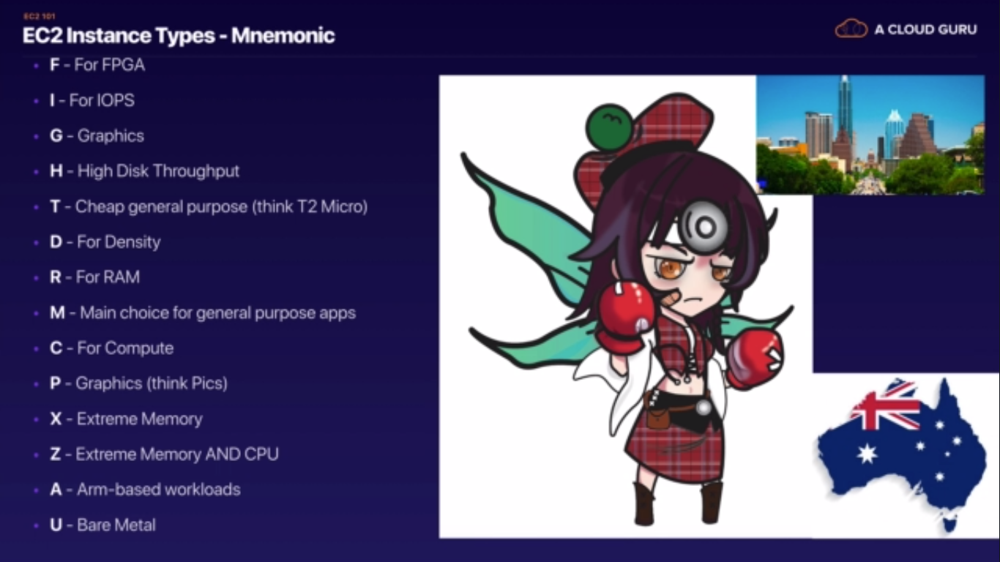 EC2 101
EC2 Instance Types - Mnemonic
A CLOUD GURU
• F - For FPGA
• I - For IOPS
• G - Graphics
• H - High Disk Throughput
• T - Cheap general purpose (think T2 Micro)
• D - For Density
• R - For RAM
• M - Main choice for general purpose apps
• C - For Compute
• P - Graphics (think Pics)
• X - Extreme Memory
• Z - Extreme Memory AND CPU
• A - Arm-based workloads
• U - Bare Metal